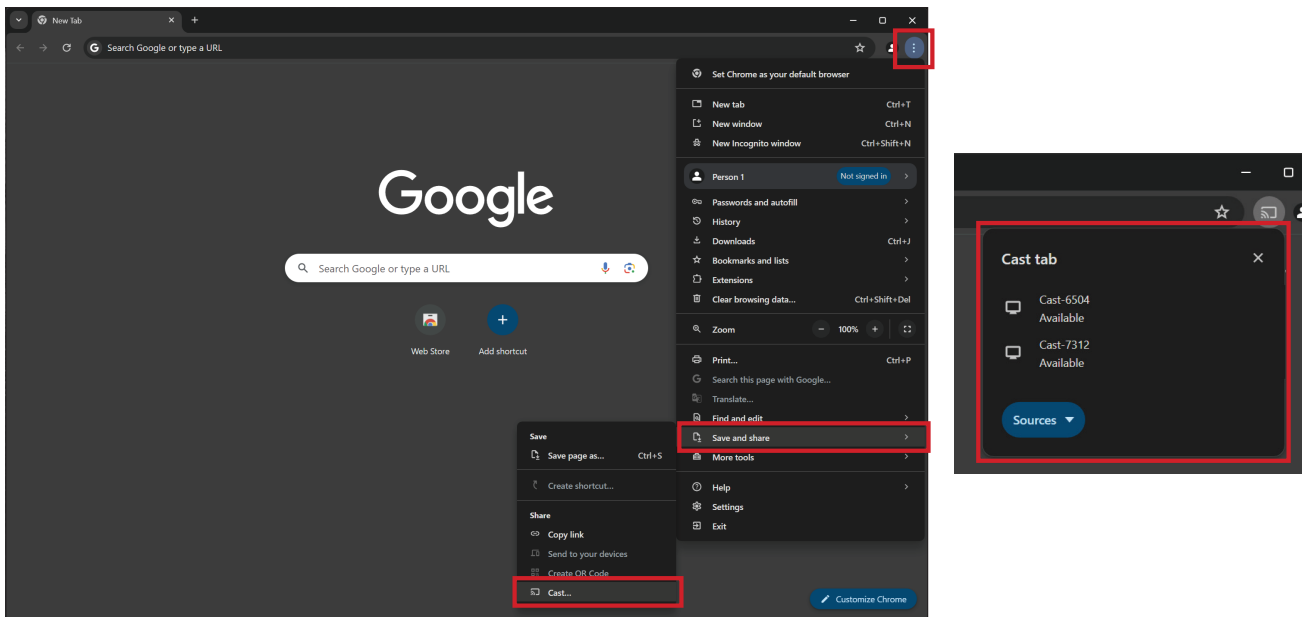 New Tab
Search Google or type a URL
Set Chrome as your default browser
New tab Ctrl+T
New window Ctrl+N
New Incognito window Ctrl+Shift+N
Person 1 Not signed in
Passwords and autofill
History
Downloads Ctrl+J
Bookmarks and lists
Extensions
Clear browsing data... Ctrl+Shift+Del
Zoom − 100% +
Print... Ctrl+P
Search this page with Google...
Translate...
Find and edit
Save and share
More tools
Help
Settings
Exit
Google
Search Google or type a URL
Web Store Add shortcut
Save
Save page as... Ctrl+S
Create shortcut...
Share
Copy link
Send to your devices
Create QR Code
Cast...
Customize Chrome
Cast tab
Cast-6504
Available
Cast-7312
Available
Sources